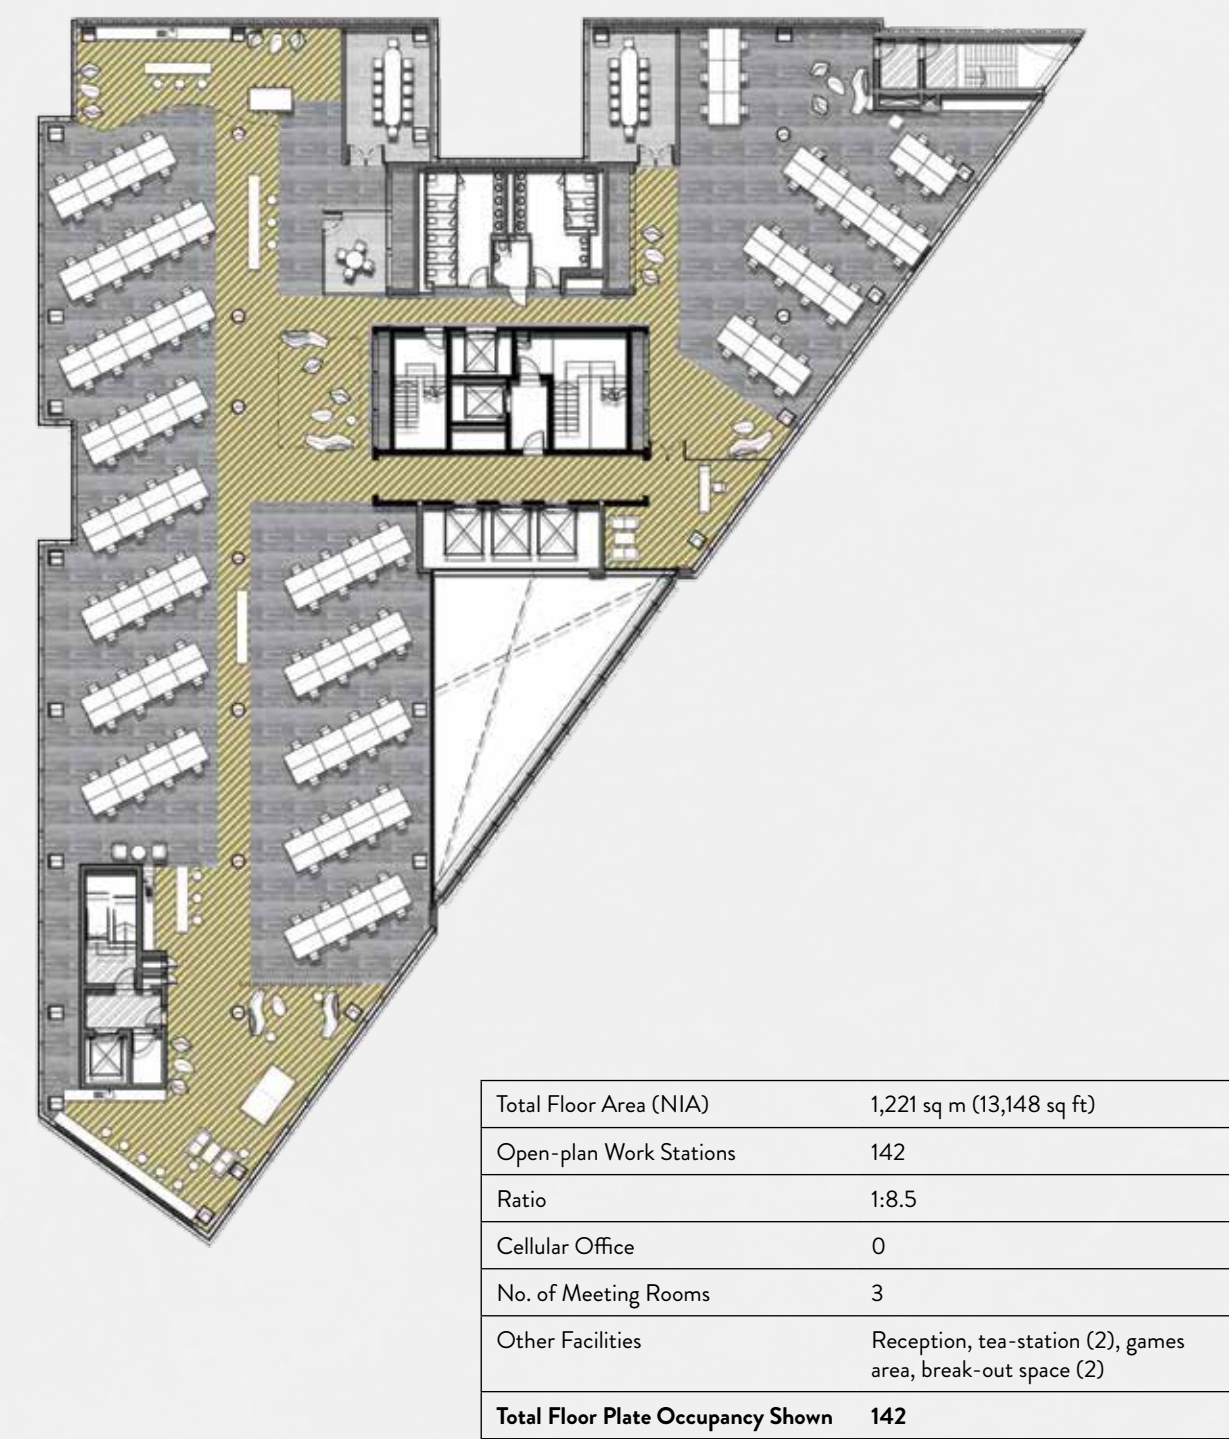 Total Floor Area (NIA) 1,221 sq m (13,148 sq ft)
Open-plan Work Stations 142
Ratio 1:8.5
Cellular Office 0
No. of Meeting Rooms 3
Other Facilities Reception, tea-station (2), games
area, break-out space (2)
Total Floor Plate Occupancy Shown 142